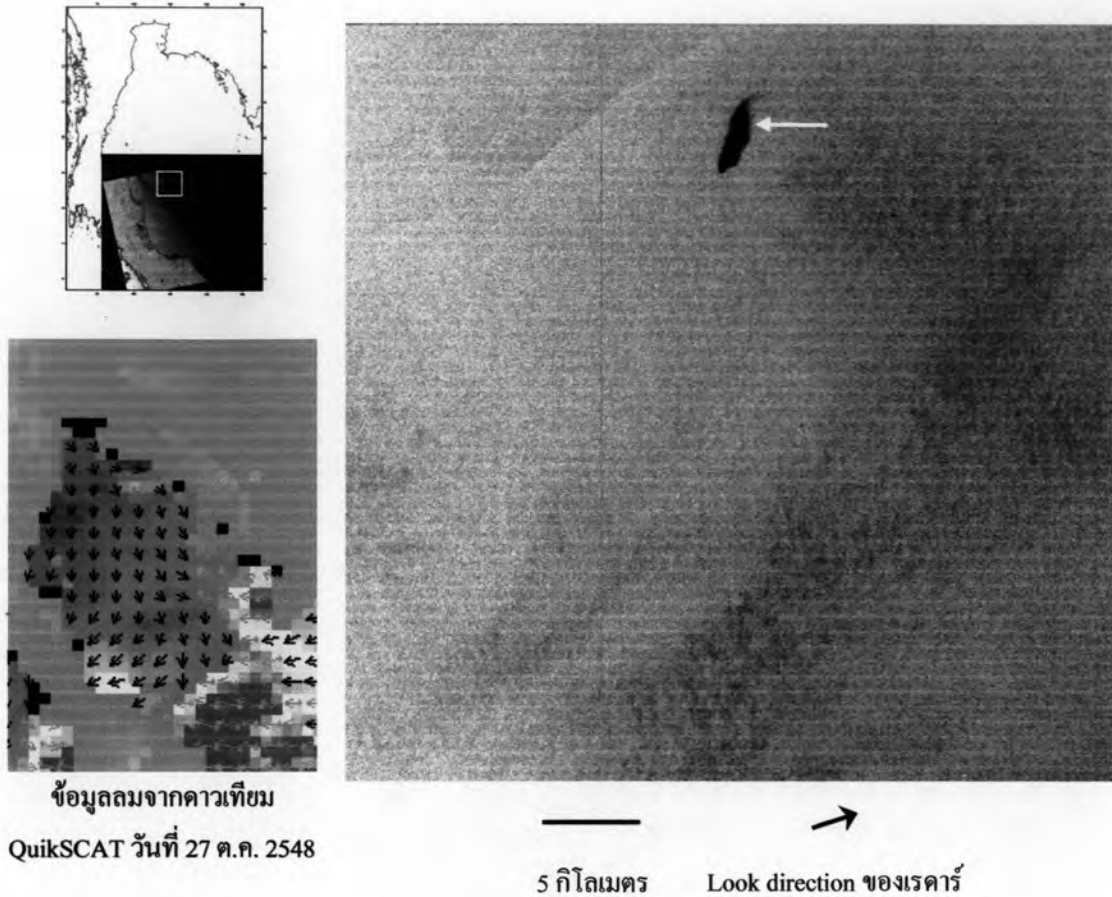 ข้อมูลลมจากดาวเทียม
QuikSCAT วันที่ 27 ต.ค. 2548
5 กิโลเมตร
Look direction ของเรดาร์